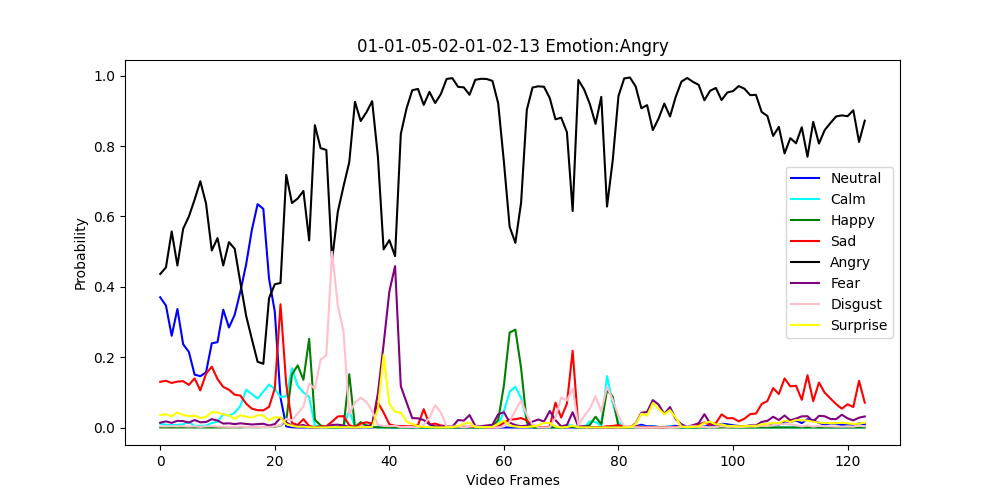 01-01-05-02-01-02-13 Emotion:Angry
Probability
1.0
0.8
0.6
0.4
0.2
0.0
0
20
40
60
80
100
120
Video Frames
Neutral
Calm
Happy
Sad
Angry
Fear
Disgust
Surprise